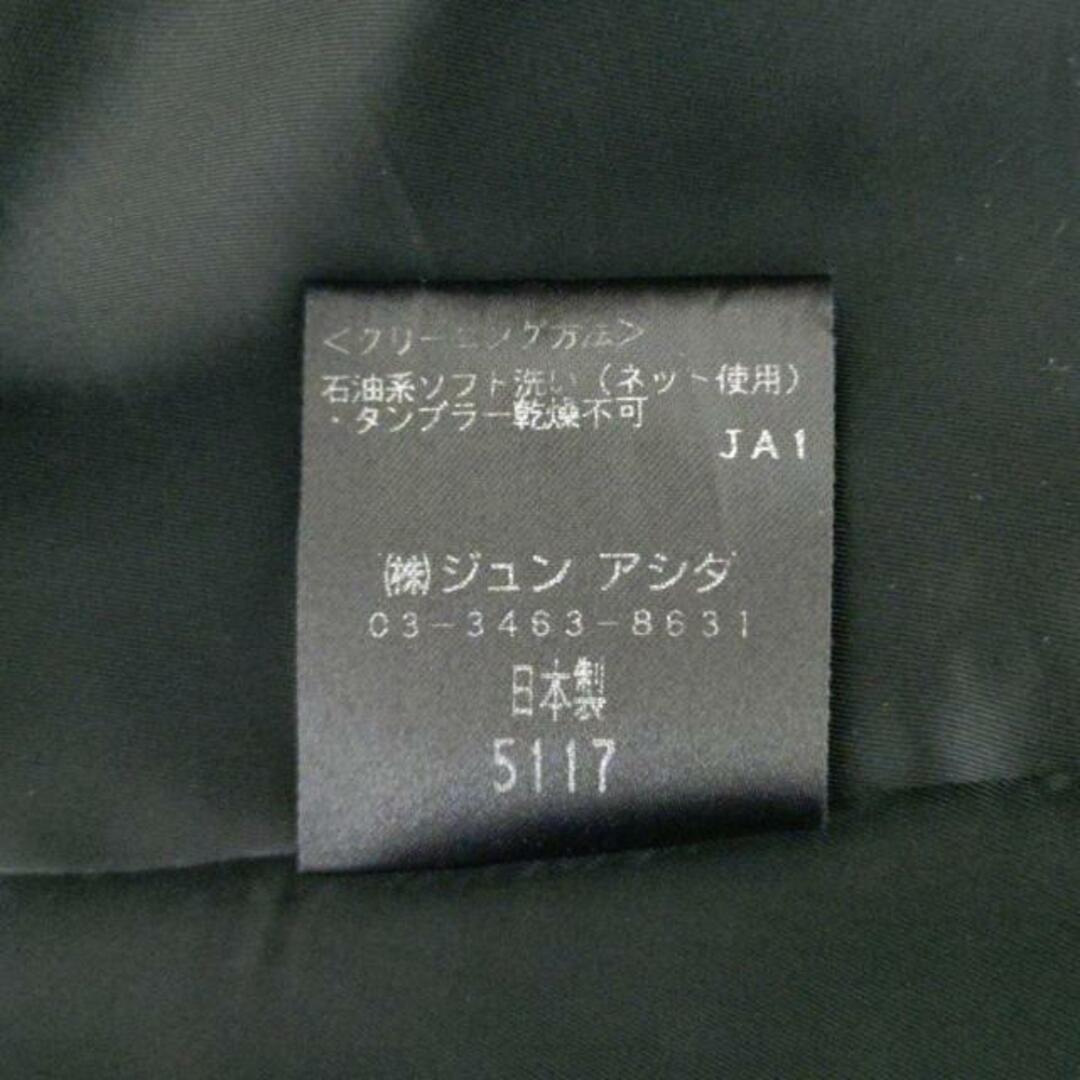 <クリーニング方法>
石油系ソフト洗い(ネット使用)
・タンブラー乾燥不可
JA1
㈱ジュン アシダ
03-3463-8631
日本製
5117